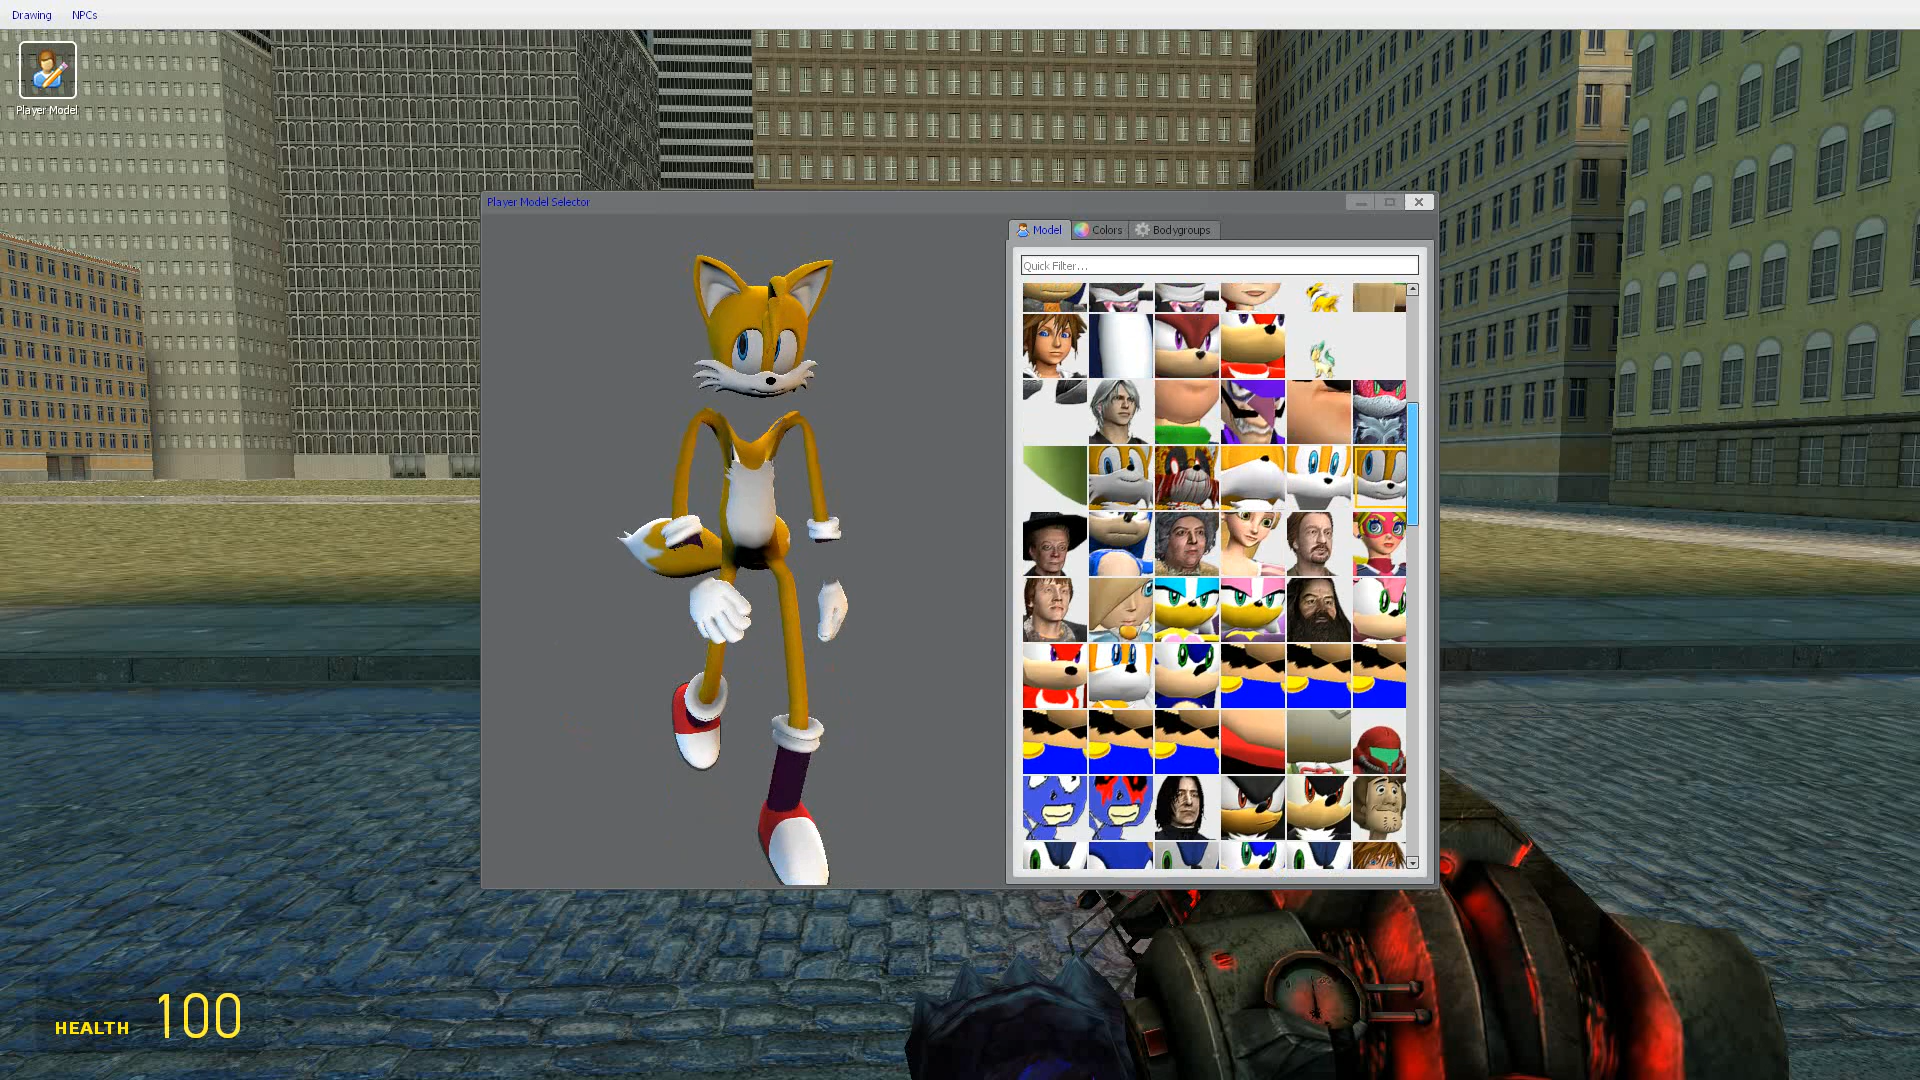 Drawing NPCs
Player Model
Player Model Selector
Model Colors Bodygroups
Quick Filter...
HEALTH 100